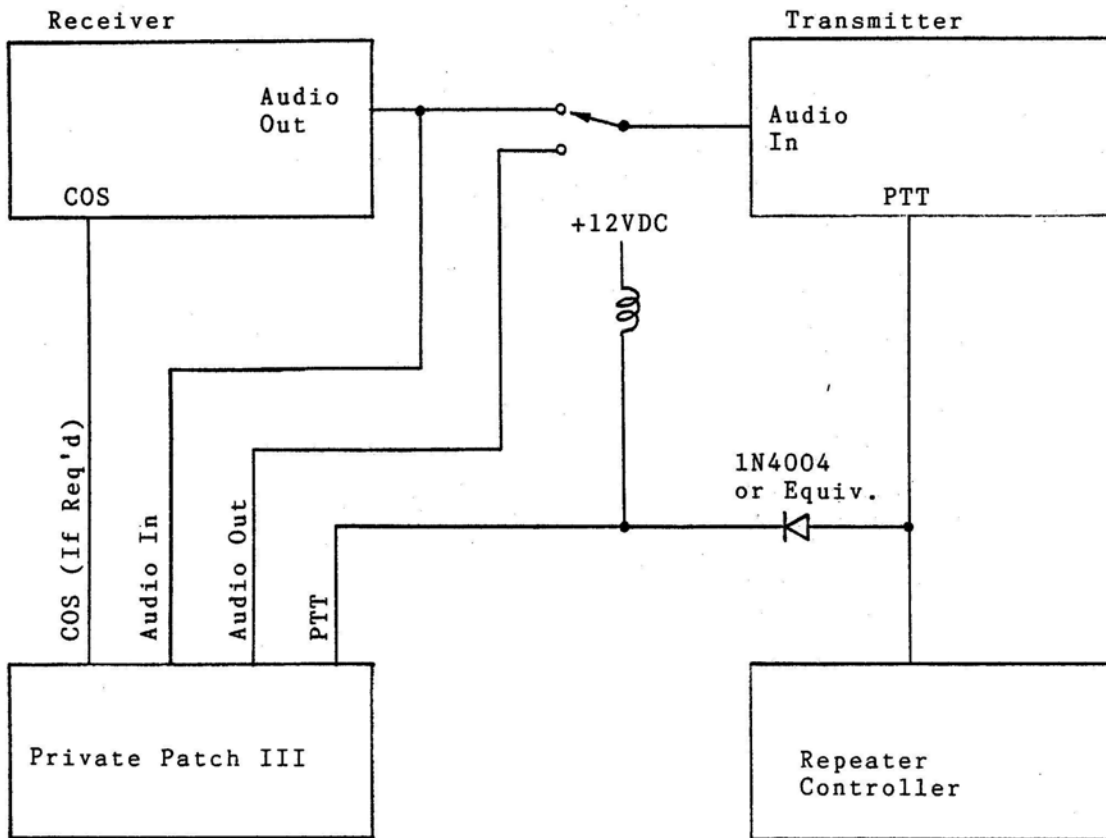 Receiver
Transmitter
Audio
Out
Audio
In
COS
PTT
+12VDC
1N4004
or Equiv.
COS (If Req'd)
Audio In
Audio Out
PTT
Private Patch III
Repeater
Controller